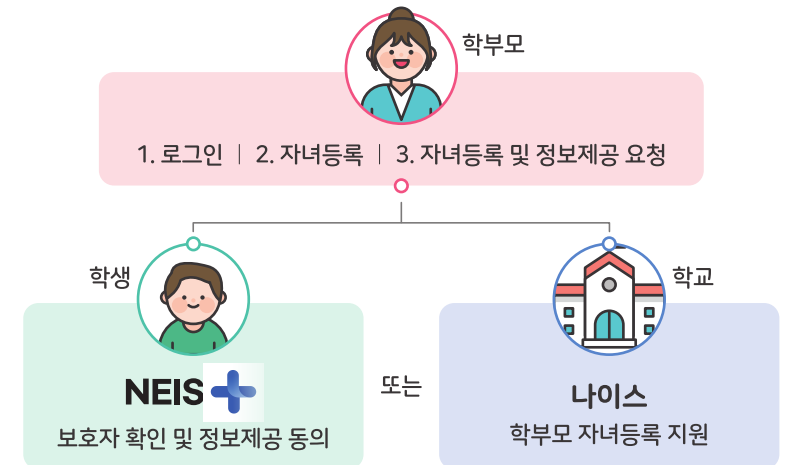 학부모
1. 로그인 | 2. 자녀등록 | 3. 자녀등록 및 정보제공 요청
학생
학교
NEIS+
또는
나이스
보호자 확인 및 정보제공 동의
학부모 자녀등록 지원